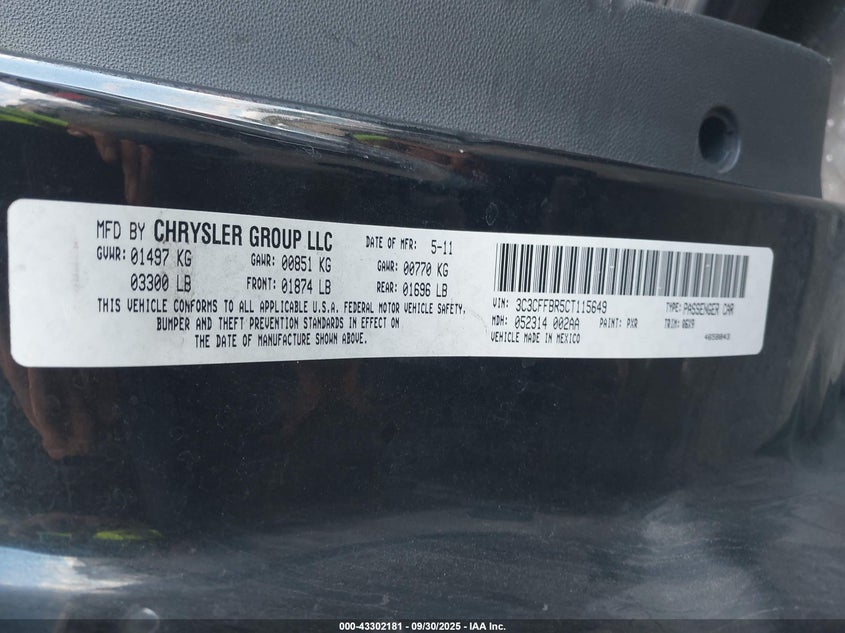 MFD BY CHRYSLER GROUP LLC DATE OF MFR: 5-11
GVWR: 01497 KG GAWR: 00851 KG GAWR: 00770 KG
03300 LB FRONT: 01874 LB REAR: 01696 LB
THIS VEHICLE CONFORMS TO ALL APPLICABLE U.S.A. FEDERAL MOTOR VEHICLE SAFETY,
BUMPER AND THEFT PREVENTION STANDARDS IN EFFECT ON
THE DATE OF MANUFACTURE SHOWN ABOVE.
VIN: 3C3CFFBR5CT115649 TYPE: PASSENGER CAR
MDH: 052314 002AA PAINT: PXR TRIM: 06X9
VEHICLE MADE IN MEXICO 4650043
000-43302181 - 09/30/2025 - IAA Inc.